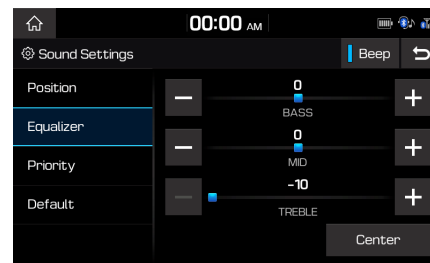 00:00 AM
Sound Settings
Beep
Position
0
BASS
Equalizer
0
MID
Priority
-10
TREBLE
Default
Center